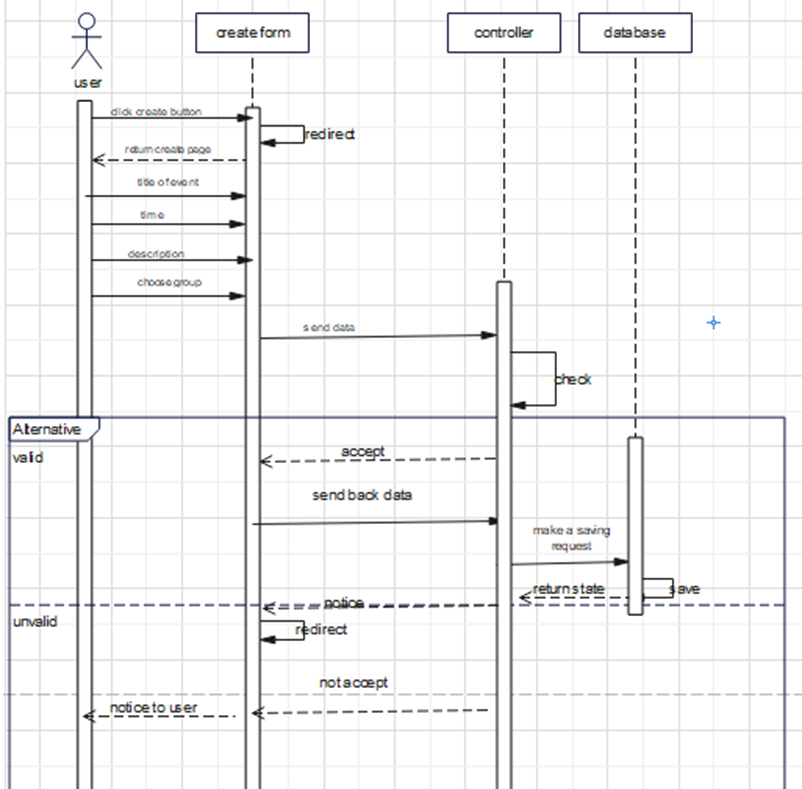 create form
controller
database
user
click create button
redirect
return create page
title of event
time
description
choose group
send data
check
Alternative
valid
accept
send back data
make a saving
request
return state
save
notice
unvalid
redirect
not accept
notice to user